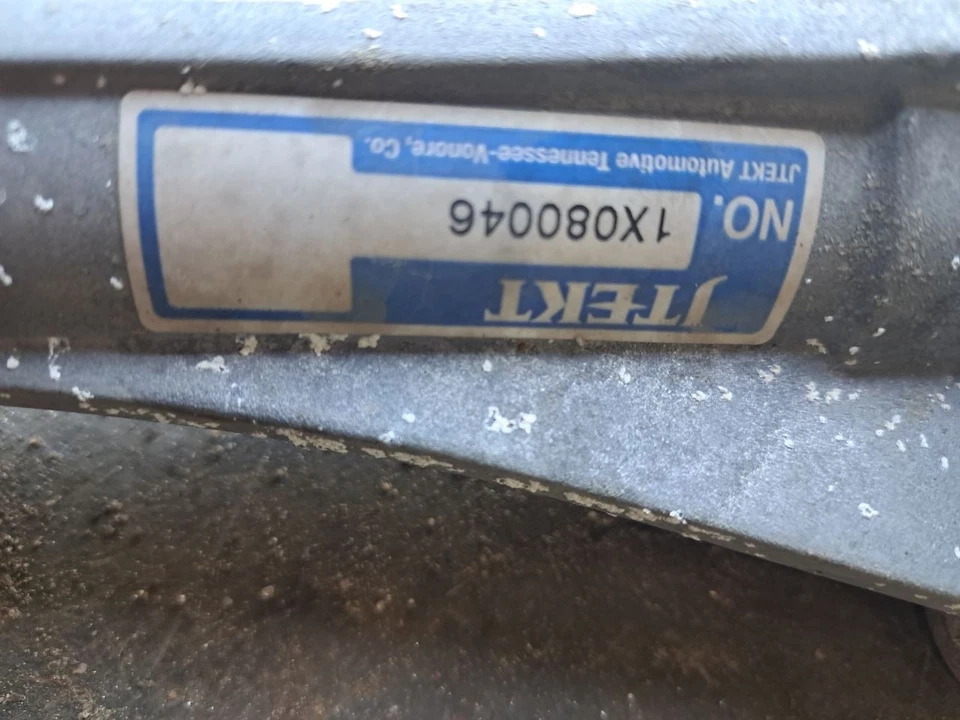 JTEKT
NO. 1X080046
JTEKT Automotive Tennessee-Vonore, Co.